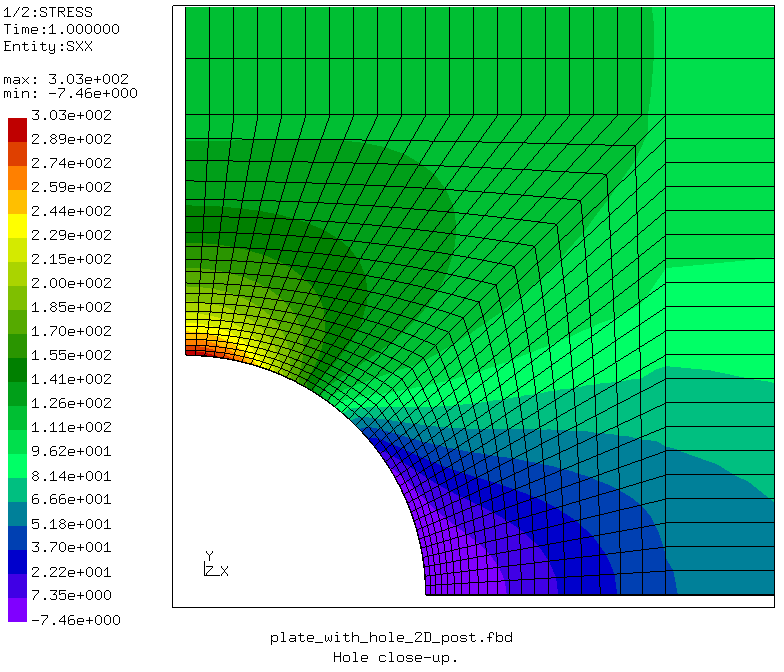 1/2:STRESS
Time:1.000000
Entity:SXX
max: 3.03e+002
min: -7.46e+000
3.03e+002
2.89e+002
2.74e+002
2.59e+002
2.44e+002
2.29e+002
2.15e+002
2.00e+002
1.85e+002
1.70e+002
1.55e+002
1.41e+002
1.26e+002
1.11e+002
9.62e+001
8.14e+001
6.66e+001
5.18e+001
3.70e+001
2.22e+001
7.35e+000
-7.46e+000
Y
Z X
plate_with_hole_2D_post.fbd
Hole close-up.